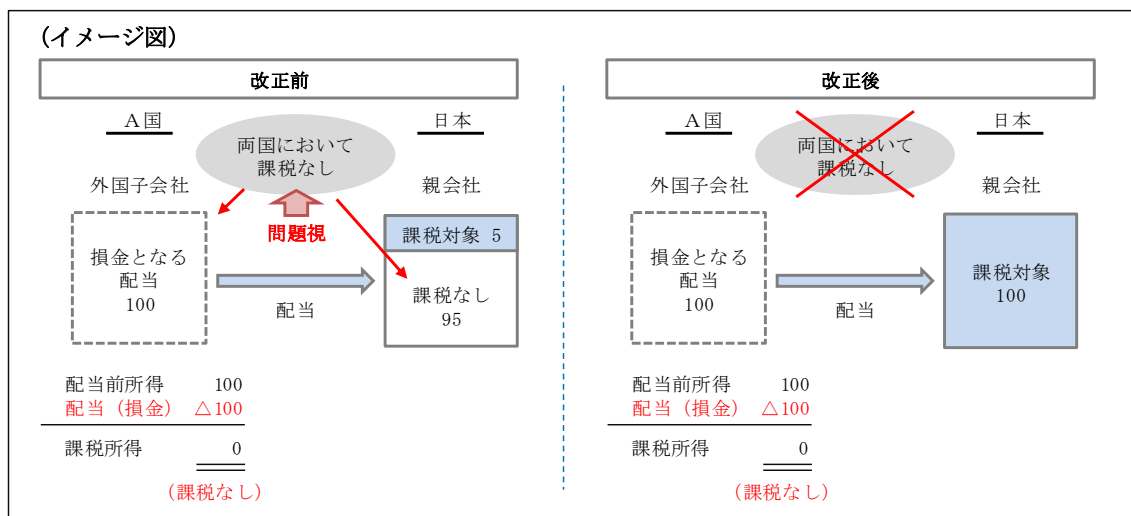 (イメージ図)
改正前
A国
日本
両国において
課税なし
外国子会社
親会社
問題視
損金となる
配当
100
配当
課税対象 5
課税なし
95
配当前所得 100
配当（損金） △100
課税所得 0
（課税なし）
改正後
A国
日本
両国において
課税なし
外国子会社
親会社
損金となる
配当
100
配当
課税対象
100
配当前所得 100
配当（損金） △100
課税所得 0
（課税なし）